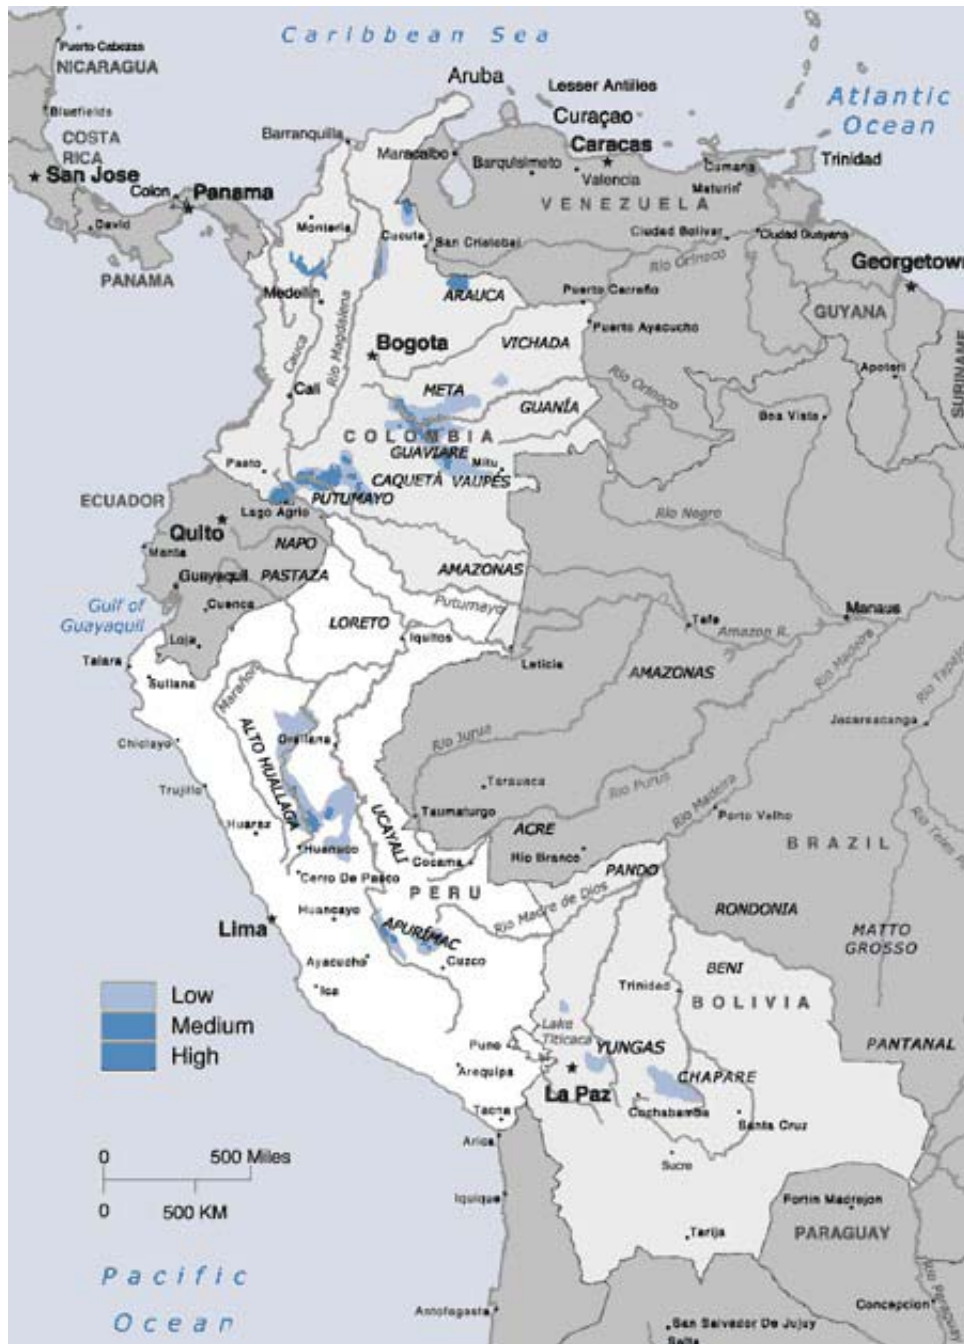 Caribbean Sea
Puerto Cabezas
NICARAGUA
Bluefields
COSTA
RICA
San Jose
Colon
Panama
David
PANAMA
Aruba
Lesser Antilles
Curaçao
Caracas
Atlantic
Ocean
Barranquilla
Maracaibo
Barquisimeto
Valencia
Cumana
Maturin
Trinidad
VENEZUELA
Monteria
Cucuta
San Cristobal
Ciudad Bolivar
Ciudad Guayana
Rio Orinoco
Georgetown
Medellin
ARAUCA
Puerto Carreño
GUYANA
Puerto Ayacucho
SURINAME
Cauca
Rio Magdalena
Bogota
VICHADA
Apoteri
Cali
META
GUANÍA
Rio Orinoco
Boa Vista
COLOMBIA
GUAVIARE
Pasto
CAQUETÁ
Mitu
VAUPÉS
PUTUMAYO
ECUADOR
Lago Agrio
Rio Negro
Quito
NAPO
Manta
Guayaquil
PASTAZA
AMAZONAS
Gulf of
Guayaquil
Cuenca
Putumayo
Manaus
LORETO
Iquitos
Tefe
Amazon R.
Loja
Talara
Leticia
AMAZONAS
Rio Madeira
Rio Tapajo
Sullana
Marañon
ALTO HUALLAGA
Orellana
Rio Jurua
Jacareacanga
Chiclayo
Trujillo
Tarauaca
Rio Purus
Rio Madeira
Taumaturgo
Porto Velho
Huaraz
UCAYALI
ACRE
Rio Teles P
Huanuco
Cocama
Rio Branco
BRAZIL
Cerro De Pasco
PERU
PANDO
Rio Madre de Dios
Huancayo
RONDONIA
Lima
APURÍMAC
MATTO
GROSSO
Ayacucho
Cuzco
BENI
Ica
Trinidad
BOLIVIA
Low
Medium
High
Lake
Titicaca
Puno
YUNGAS
PANTANAL
Arequipa
La Paz
CHAPARE
Cochabamba
Tacna
Santa Cruz
Arica
Sucre
0
500 Miles
0
500 KM
Iquique
Fortin Madrejon
Tarija
PARAGUAY
Pacific
Ocean
Rio Paraguay
Antofagasta
Concepcion
San Salvador De Jujuy
Salta